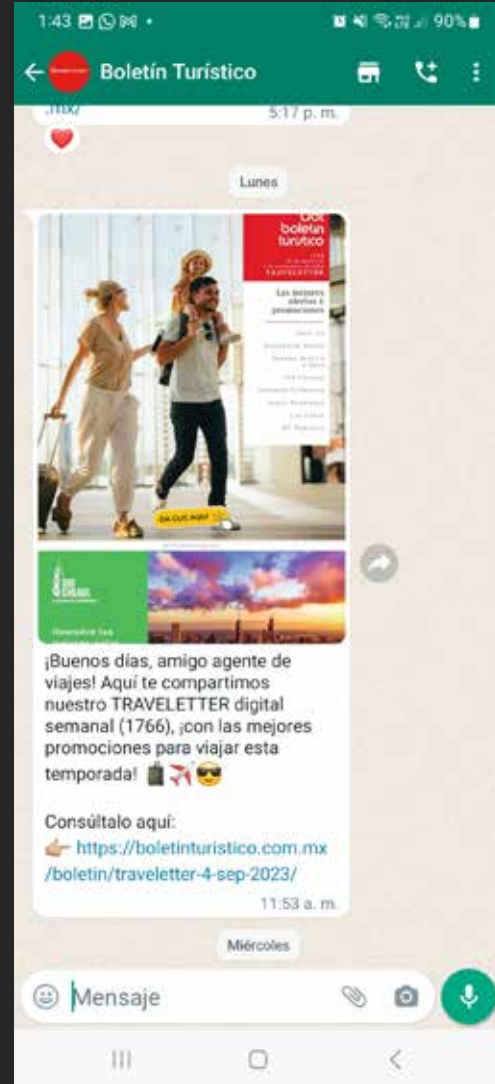 1:43
90%
Boletín Turístico
.mx/
5:17 p. m.
Lunes
boletín
turístico
TRAVELETTER
Las mejores
ofertas y
promociones
DA CLIC AQUÍ
¡Buenos días, amigo agente de
viajes! Aquí te compartimos
nuestro TRAVELETTER digital
semanal (1766), ¡con las mejores
promociones para viajar esta
temporada! 🧳✈️😎
Consúltalo aquí:
👉🏼 https://boletinturistico.com.mx
/boletin/traveletter-4-sep-2023/
11:53 a. m.
Miércoles
Mensaje